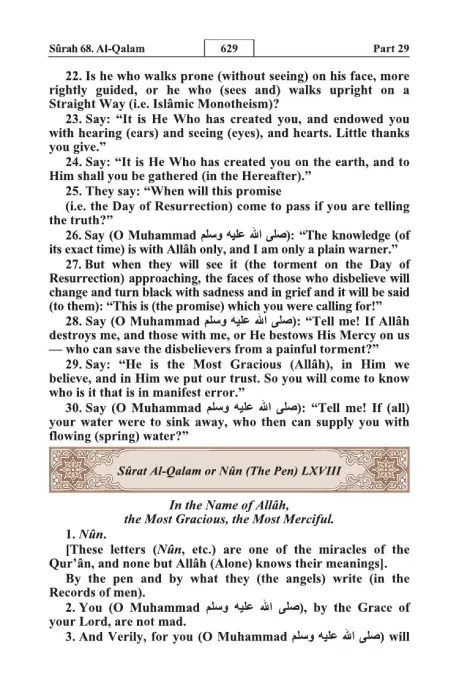 Sûrah 68. Al-Qalam 629 Part 29
22. Is he who walks prone (without seeing) on his face, more
rightly guided, or he who (sees and) walks upright on a
Straight Way (i.e. Islâmic Monotheism)?
23. Say: “It is He Who has created you, and endowed you
with hearing (ears) and seeing (eyes), and hearts. Little thanks
you give.”
24. Say: “It is He Who has created you on the earth, and to
Him shall you be gathered (in the Hereafter).”
25. They say: “When will this promise
(i.e. the Day of Resurrection) come to pass if you are telling
the truth?”
26. Say (O Muhammad صلى الله عليه وسلم): “The knowledge (of
its exact time) is with Allâh only, and I am only a plain warner.”
27. But when they will see it (the torment on the Day of
Resurrection) approaching, the faces of those who disbelieve will
change and turn black with sadness and in grief and it will be said
(to them): “This is (the promise) which you were calling for!”
28. Say (O Muhammad صلى الله عليه وسلم): “Tell me! If Allâh
destroys me, and those with me, or He bestows His Mercy on us
— who can save the disbelievers from a painful torment?”
29. Say: “He is the Most Gracious (Allâh), in Him we
believe, and in Him we put our trust. So you will come to know
who is it that is in manifest error.”
30. Say (O Muhammad صلى الله عليه وسلم): “Tell me! If (all)
your water were to sink away, who then can supply you with
flowing (spring) water?”
Sûrat Al-Qalam or Nûn (The Pen) LXVIII
In the Name of Allâh,
the Most Gracious, the Most Merciful.
1. Nûn.
[These letters (Nûn, etc.) are one of the miracles of the
Qur’ân, and none but Allâh (Alone) knows their meanings].
By the pen and by what they (the angels) write (in the
Records of men).
2. You (O Muhammad صلى الله عليه وسلم), by the Grace of
your Lord, are not mad.
3. And Verily, for you (O Muhammad صلى الله عليه وسلم) will